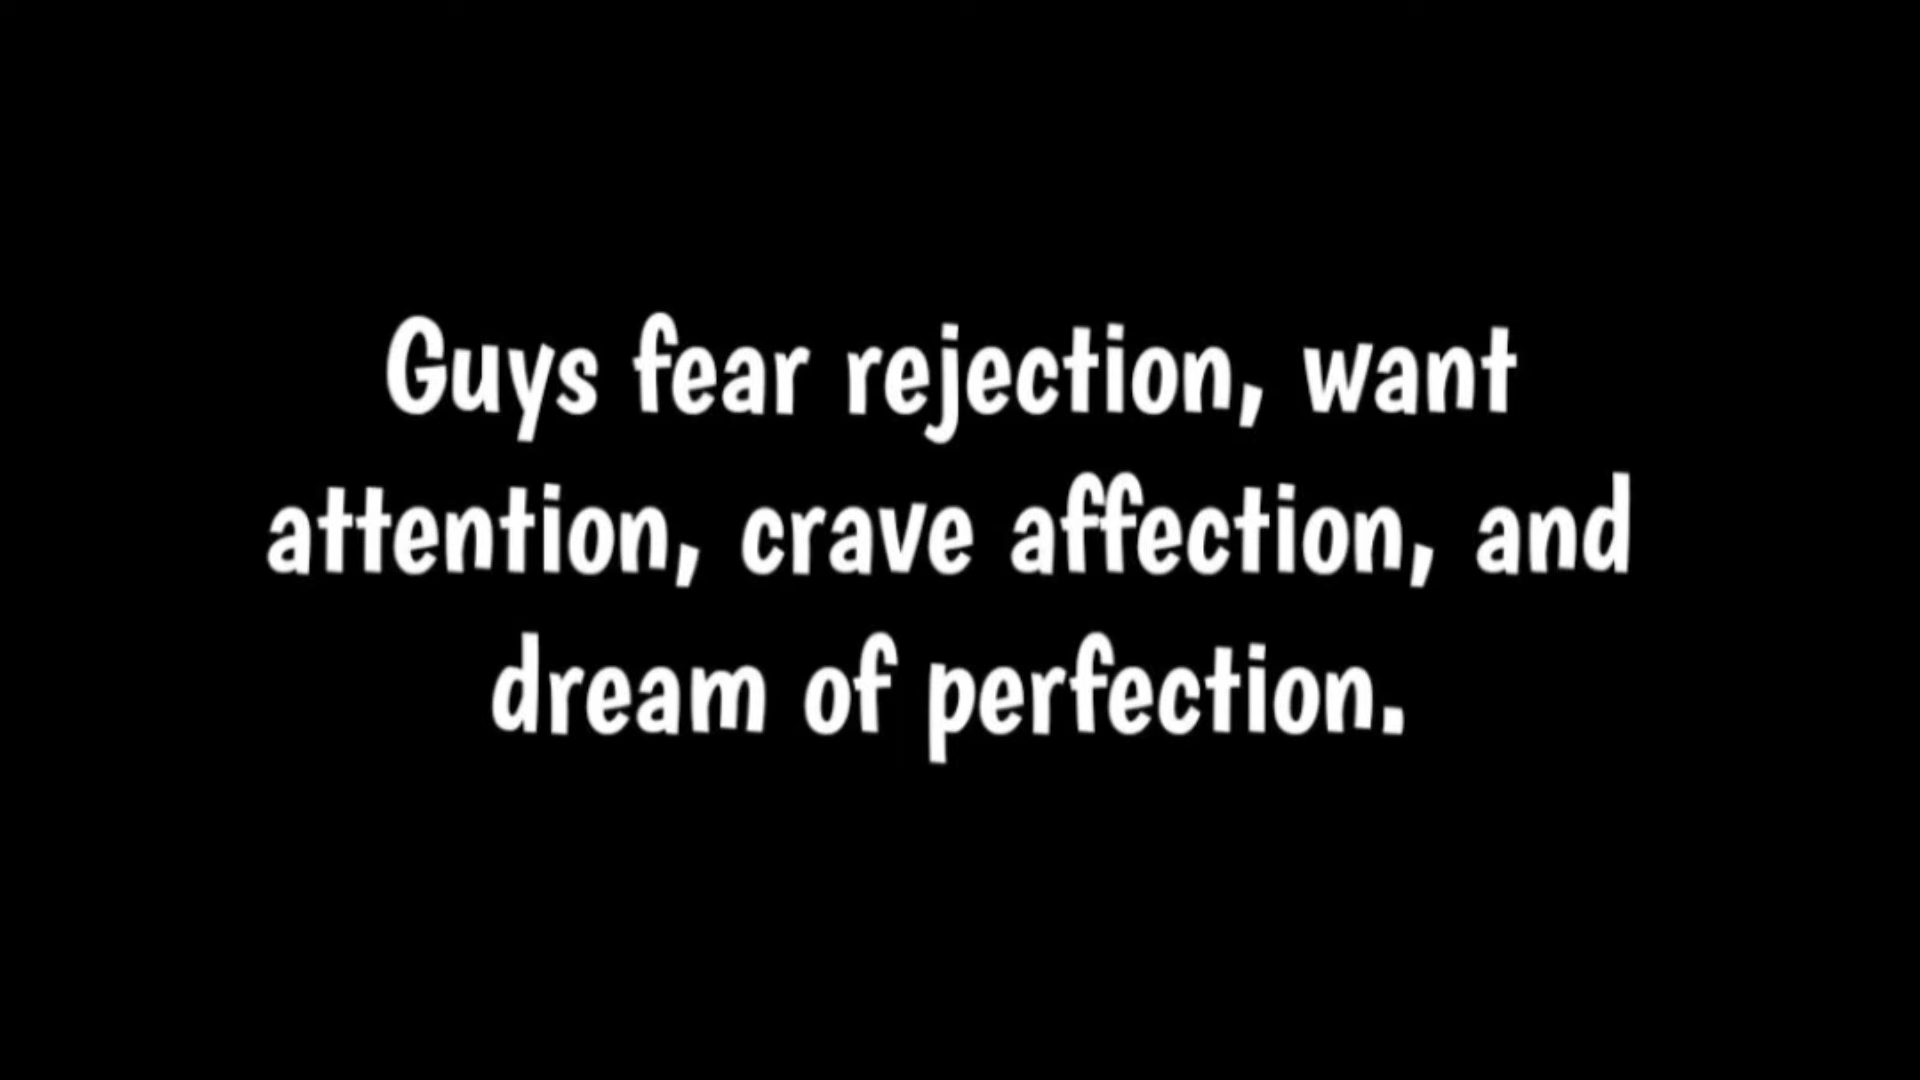 Guys fear rejection, want
attention, crave affection, and
dream of perfection.